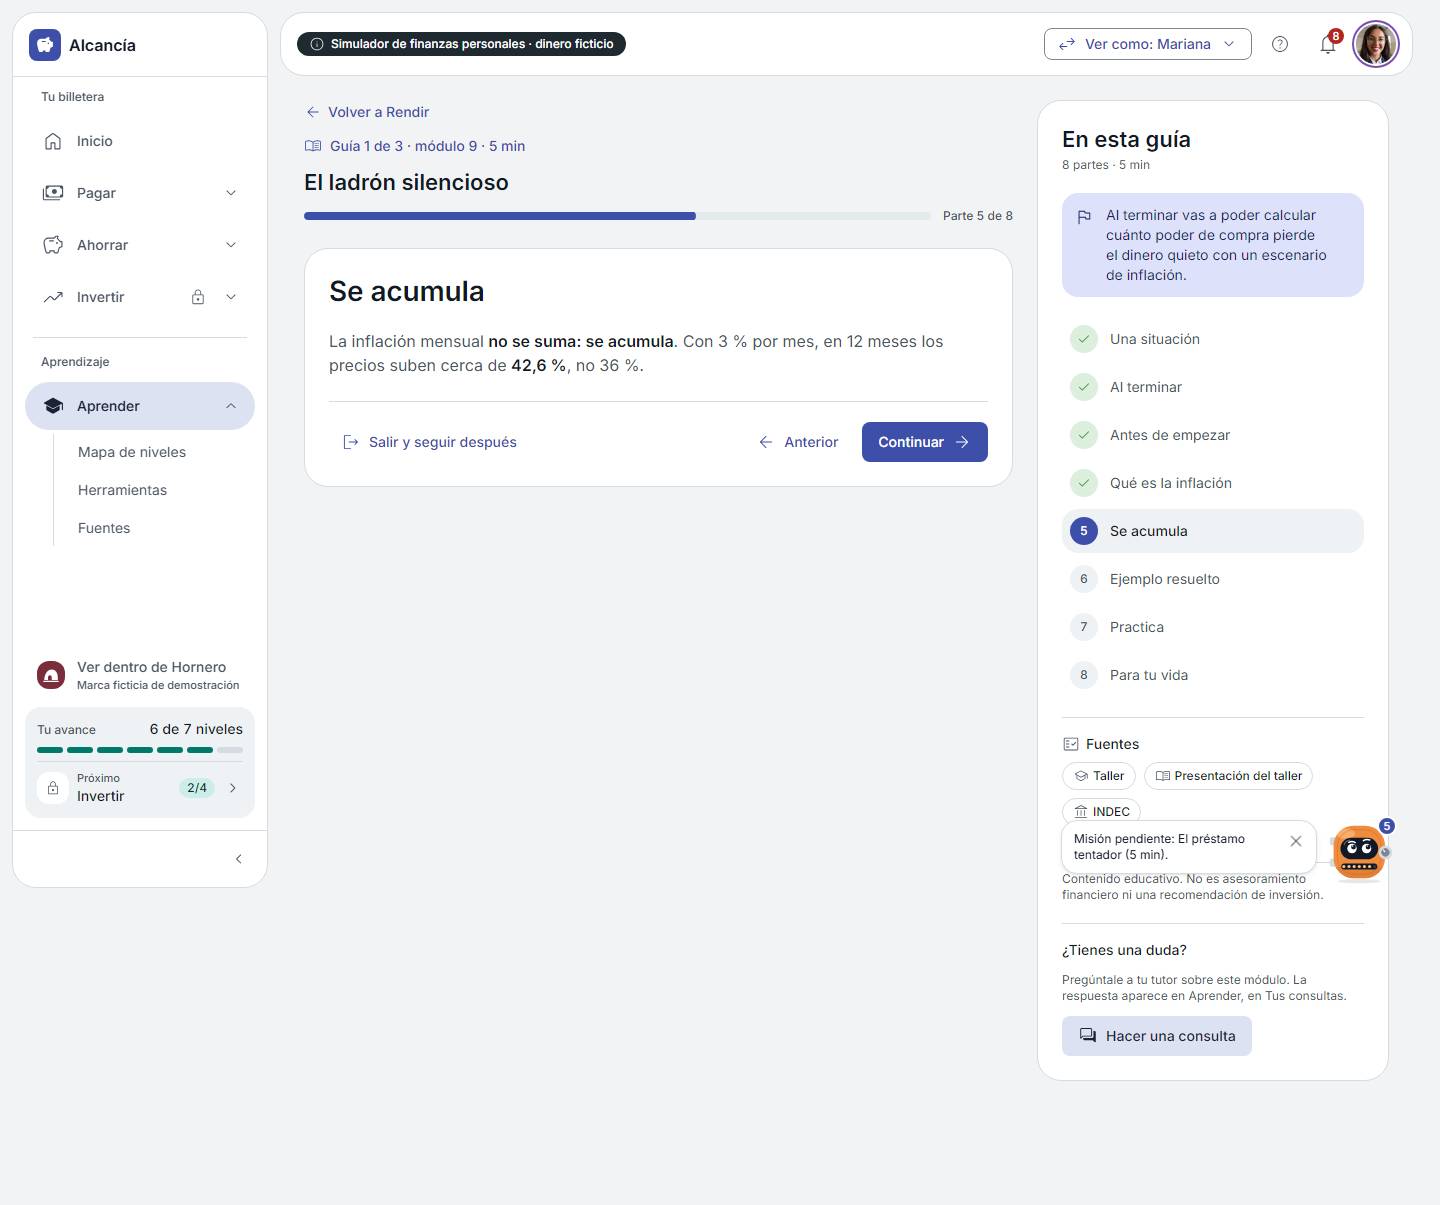 Alcancía
Simulador de finanzas personales · dinero ficticio
Ver como: Mariana
8
Tu billetera
Inicio
Pagar
Ahorrar
Invertir
Aprendizaje
Aprender
Mapa de niveles
Herramientas
Fuentes
Ver dentro de Hornero
Marca ficticia de demostración
Tu avance
6 de 7 niveles
Próximo
Invertir
2/4
Volver a Rendir
Guía 1 de 3 · módulo 9 · 5 min
El ladrón silencioso
Parte 5 de 8
Se acumula
La inflación mensual no se suma: se acumula. Con 3 % por mes, en 12 meses los
precios suben cerca de 42,6 %, no 36 %.
Salir y seguir después
Anterior
Continuar
En esta guía
8 partes · 5 min
Al terminar vas a poder calcular
cuánto poder de compra pierde
el dinero quieto con un escenario
de inflación.
Una situación
Al terminar
Antes de empezar
Qué es la inflación
5 Se acumula
6 Ejemplo resuelto
7 Practica
8 Para tu vida
Fuentes
Taller
Presentación del taller
INDEC
Misión pendiente: El préstamo
tentador (5 min).
5
Contenido educativo. No es asesoramiento
financiero ni una recomendación de inversión.
¿Tienes una duda?
Pregúntale a tu tutor sobre este módulo. La
respuesta aparece en Aprender, en Tus consultas.
Hacer una consulta